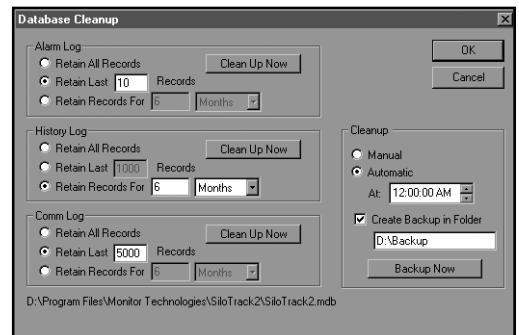 Database Cleanup
Alarm Log
Retain All Records
Clean Up Now
Retain Last 10 Records
Retain Records For 6 Months
History Log
Retain All Records
Clean Up Now
Retain Last 1000 Records
Retain Records For 6 Months
Comm Log
Retain All Records
Clean Up Now
Retain Last 5000 Records
Retain Records For 6 Months
OK
Cancel
Cleanup
Manual
Automatic
At: 12:00:00 AM
Create Backup in Folder
D:\Backup
Backup Now
D:\Program Files\Monitor Technologies\SiloTrack2\SiloTrack2.mdb